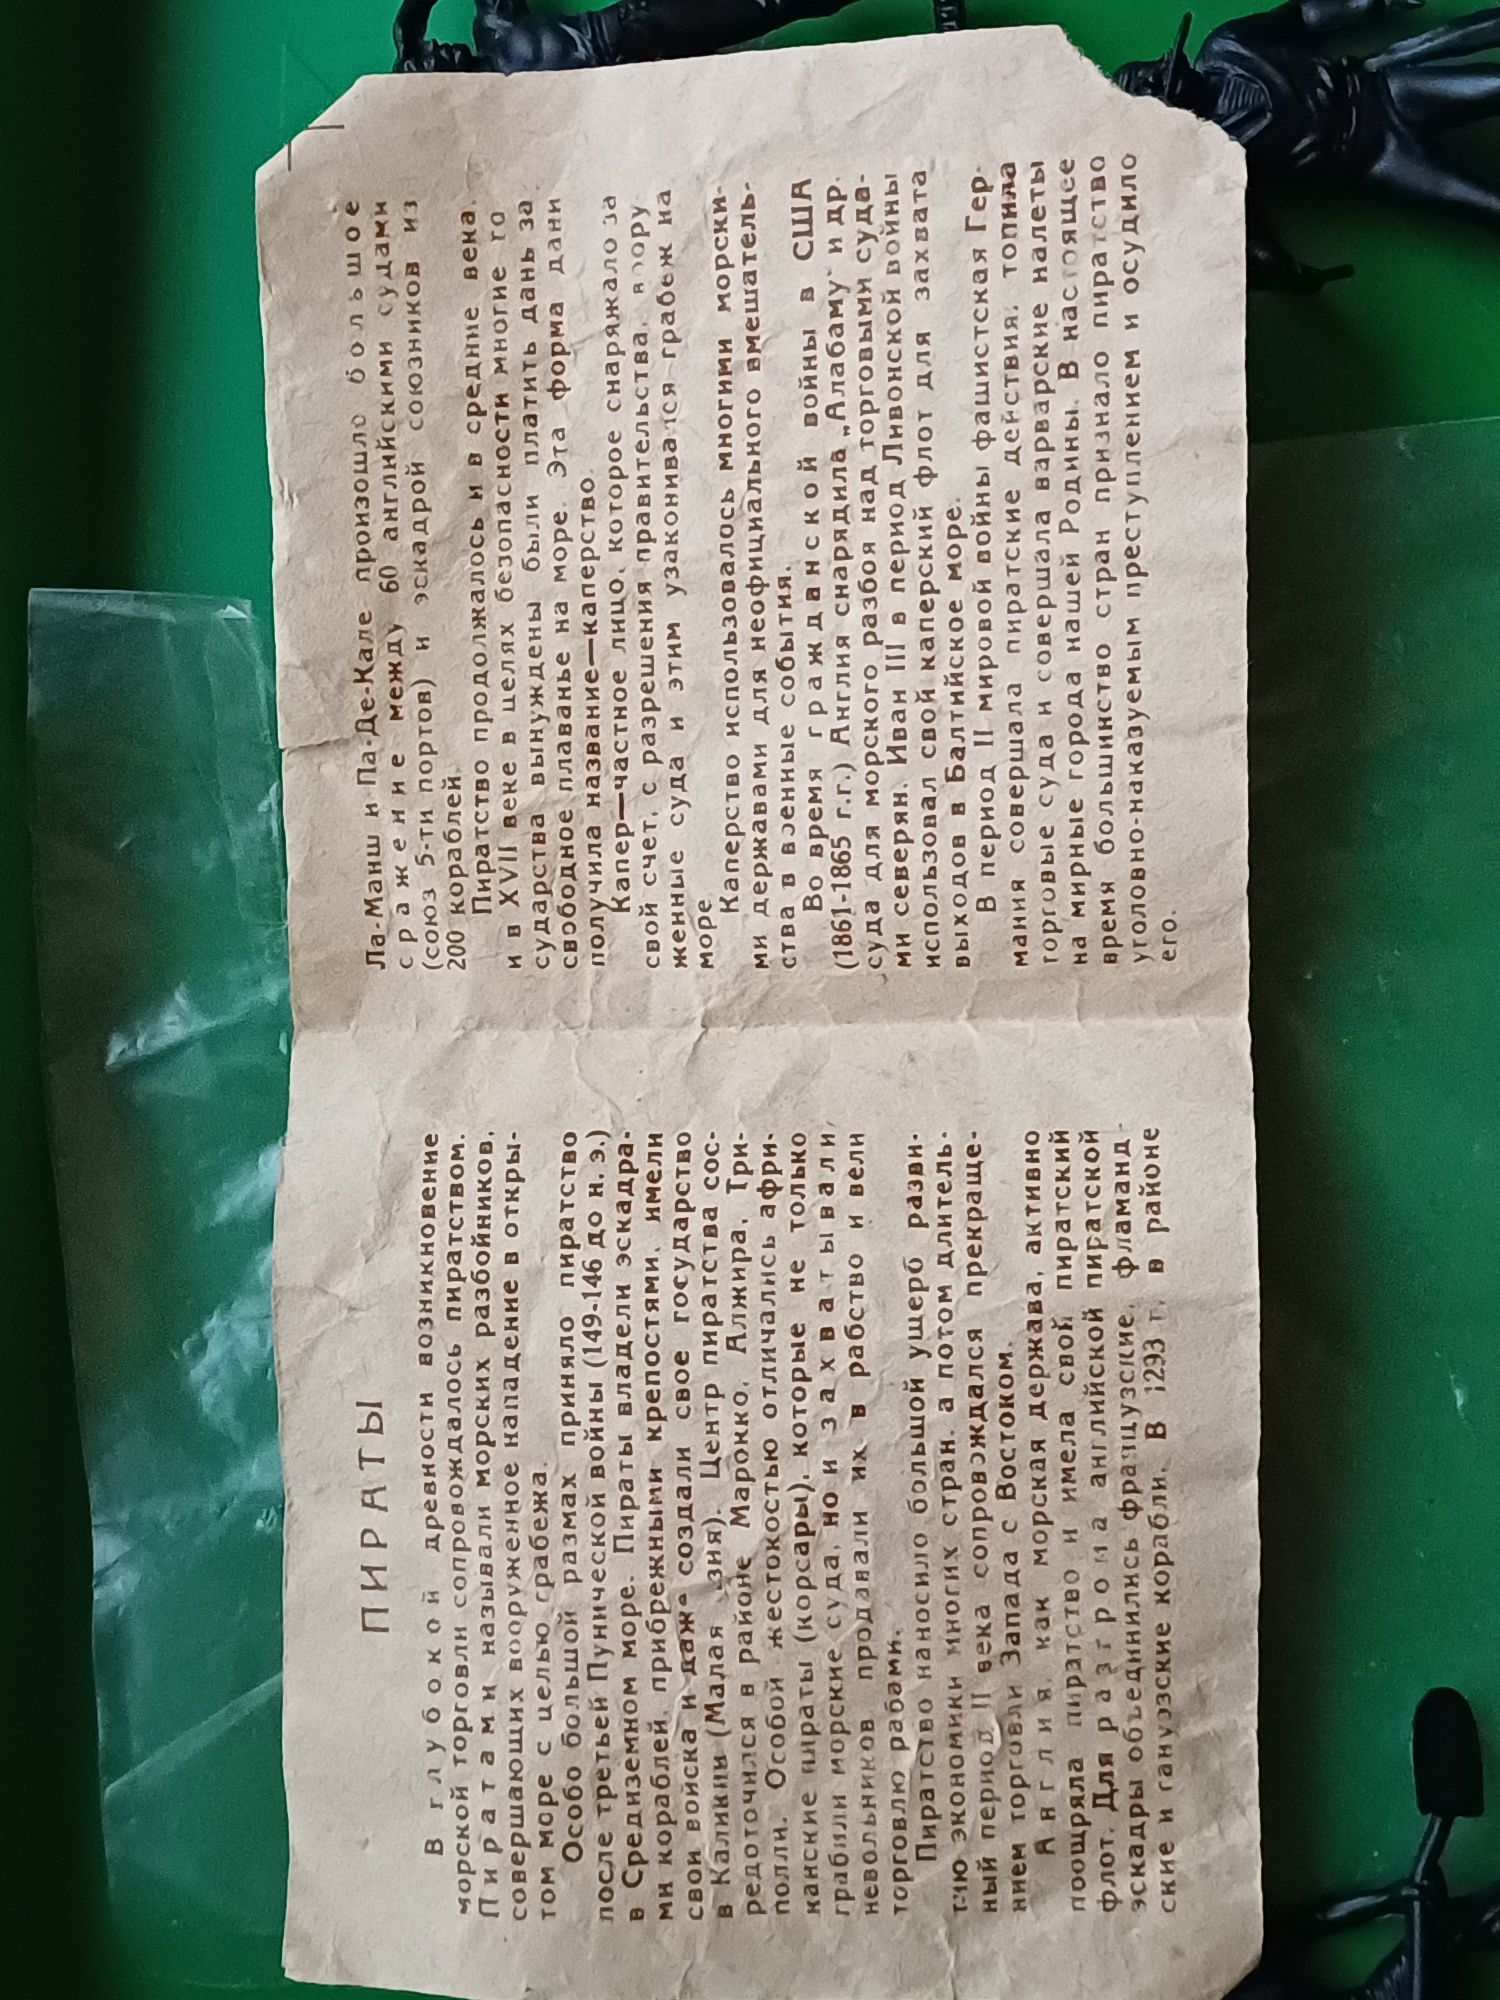 ПИРАТЫ
В глубокой древности возникновение
морской торговли сопровождалось пиратством.
Пиратами называли морских разбойников,
совершающих вооруженное нападение в откры-
том море с целью грабежа.
Особо большой размах приняло пиратство
после третьей Пунической войны (149-146 до н. э.)
в Средиземном море. Пираты владели эскадра-
ми кораблей, прибрежными крепостями, имели
свои войска и даже создали свое государство
в Каликии (Малая Азия). Центр пиратства сос-
редоточился в районе Марокко, Алжира, Три-
полли. Особой жестокостью отличались афри-
канские пираты (корсары), которые не только
грабили морские суда, но и захватывали,
невольников продавали их в рабство и вели
торговлю рабами.
Пиратство наносило большой ущерб разви-
тию экономики многих стран, а потом длитель-
ный период II века сопровождался прекраще-
нием торговли Запада с Востоком.
Англия, как морская держава, активно
поощряла пиратство и имела свой пиратский
флот. Для разгрома английской пиратской
эскадры объединились французские, фламанд-
ские и гануэзские корабли. В 1293 г. в районе
Ла-Манш и Па-Де-Кале произошло большое
сражение между 60 английскими судами
(союз 5-ти портов) и эскадрой союзников из
200 кораблей.
Пиратство продолжалось и в средние века,
и в XVII веке в целях безопасности многие го
сударства вынуждены были платить дань за
свободное плаванье на море. Эта форма дани
получила название—каперство.
Капер—частное лицо, которое снаряжало за
свой счет, с разрешения правительства, воору
женные суда и этим узаконивался грабеж на
море
Каперство использовалось многими морски-
ми державами для неофициального вмешатель-
ства в военные события.
Во время гражданской войны в США
(1861-1865 г.г.) Англия снарядила „Алабаму" и др.
суда для морского разбоя над торговыми суда-
ми северян. Иван III в период Ливонской войны
использовал свой каперский флот для захвата
выходов в Балтийское море.
В период II мировой войны фашистская Гер-
мания совершала пиратские действия: топила
торговые суда и совершала варварские налеты
на мирные города нашей Родины. В настоящее
время большинство стран признало пиратство
уголовно-наказуемым преступлением и осудило
его.